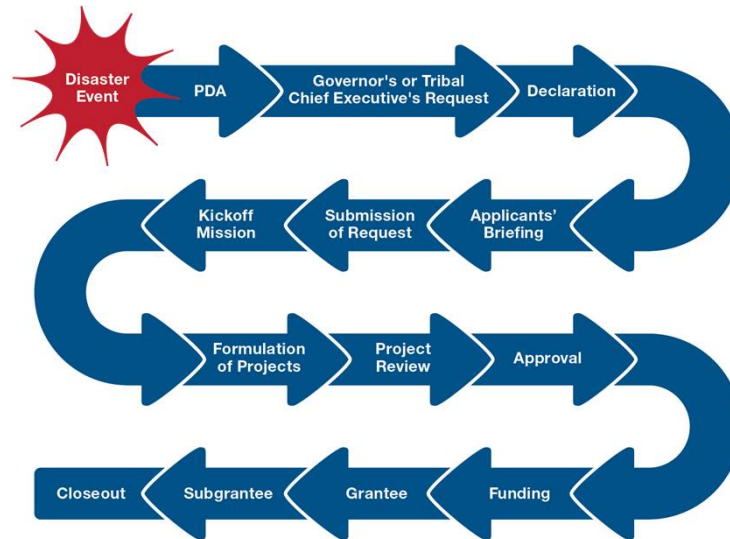 Disaster
Event
PDA
Governor's or Tribal
Chief Executive's Request
Declaration
Applicants'
Briefing
Submission
of Request
Kickoff
Mission
Formulation
of Projects
Project
Review
Approval
Funding
Grantee
Subgrantee
Closeout